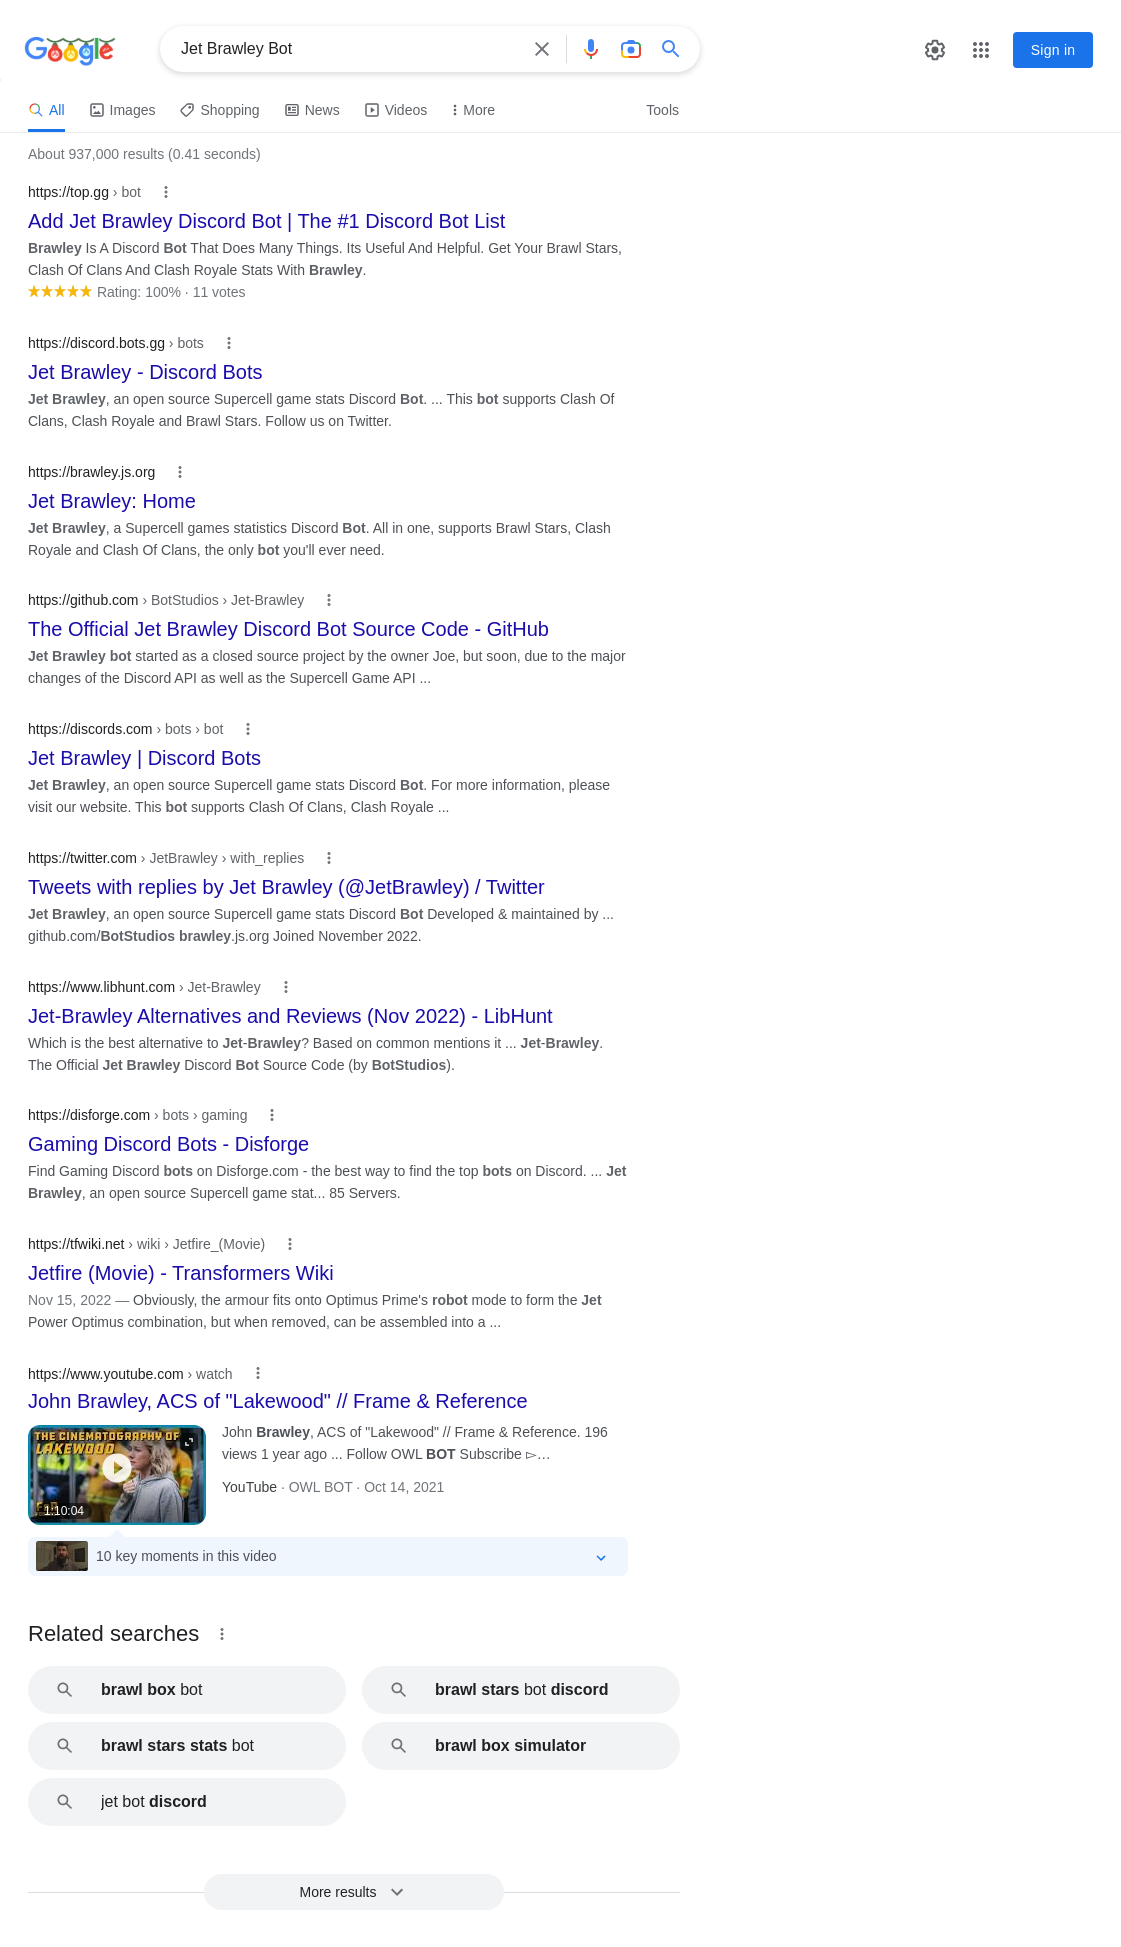 Google
Jet Brawley Bot
Sign in
All Images Shopping News Videos More Tools
About 937,000 results (0.41 seconds)
https://top.gg › bot
Add Jet Brawley Discord Bot | The #1 Discord Bot List
Brawley Is A Discord Bot That Does Many Things. Its Useful And Helpful. Get Your Brawl Stars,
Clash Of Clans And Clash Royale Stats With Brawley.
Rating: 100% · 11 votes
https://discord.bots.gg › bots
Jet Brawley - Discord Bots
Jet Brawley, an open source Supercell game stats Discord Bot. ... This bot supports Clash Of
Clans, Clash Royale and Brawl Stars. Follow us on Twitter.
https://brawley.js.org
Jet Brawley: Home
Jet Brawley, a Supercell games statistics Discord Bot. All in one, supports Brawl Stars, Clash
Royale and Clash Of Clans, the only bot you'll ever need.
https://github.com › BotStudios › Jet-Brawley
The Official Jet Brawley Discord Bot Source Code - GitHub
Jet Brawley bot started as a closed source project by the owner Joe, but soon, due to the major
changes of the Discord API as well as the Supercell Game API ...
https://discords.com › bots › bot
Jet Brawley | Discord Bots
Jet Brawley, an open source Supercell game stats Discord Bot. For more information, please
visit our website. This bot supports Clash Of Clans, Clash Royale ...
https://twitter.com › JetBrawley › with_replies
Tweets with replies by Jet Brawley (@JetBrawley) / Twitter
Jet Brawley, an open source Supercell game stats Discord Bot Developed & maintained by ...
github.com/BotStudios brawley.js.org Joined November 2022.
https://www.libhunt.com › Jet-Brawley
Jet-Brawley Alternatives and Reviews (Nov 2022) - LibHunt
Which is the best alternative to Jet-Brawley? Based on common mentions it ... Jet-Brawley.
The Official Jet Brawley Discord Bot Source Code (by BotStudios).
https://disforge.com › bots › gaming
Gaming Discord Bots - Disforge
Find Gaming Discord bots on Disforge.com - the best way to find the top bots on Discord. ... Jet
Brawley, an open source Supercell game stat... 85 Servers.
https://tfwiki.net › wiki › Jetfire_(Movie)
Jetfire (Movie) - Transformers Wiki
Nov 15, 2022 — Obviously, the armour fits onto Optimus Prime's robot mode to form the Jet
Power Optimus combination, but when removed, can be assembled into a ...
https://www.youtube.com › watch
John Brawley, ACS of "Lakewood" // Frame & Reference
THE CINEMATOGRAPHY OF
LAKEWOOD
1:10:04
John Brawley, ACS of "Lakewood" // Frame & Reference. 196
views 1 year ago ... Follow OWL BOT Subscribe ▻…
YouTube · OWL BOT · Oct 14, 2021
10 key moments in this video
Related searches
brawl box bot
brawl stars bot discord
brawl stars stats bot
brawl box simulator
jet bot discord
More results